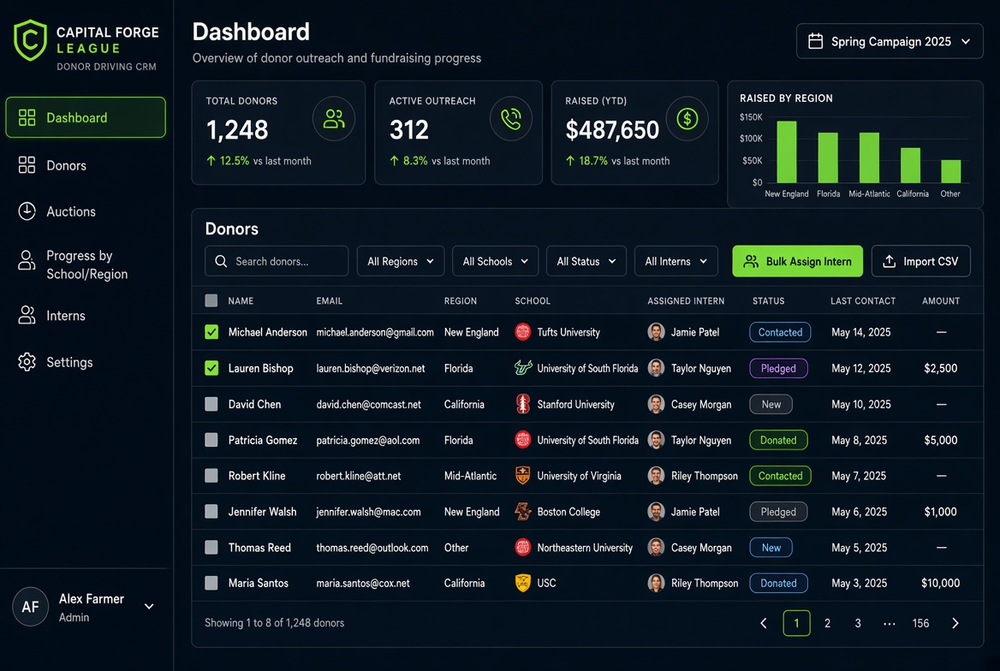 CAPITAL FORGE
LEAGUE
DONOR DRIVING CRM
Dashboard
Donors
Auctions
Progress by
School/Region
Interns
Settings
AF
Alex Farmer
Admin
Dashboard
Overview of donor outreach and fundraising progress
Spring Campaign 2025
TOTAL DONORS
1,248
↑ 12.5% vs last month
ACTIVE OUTREACH
312
↑ 8.3% vs last month
RAISED (YTD)
$487,650
$
↑ 18.7% vs last month
RAISED BY REGION
$150K
$100K
$50K
$0
New England Florida Mid-Atlantic California Other
Donors
Search donors... All Regions All Schools All Status All Interns Bulk Assign Intern Import CSV
NAME EMAIL REGION SCHOOL ASSIGNED INTERN STATUS LAST CONTACT AMOUNT
Michael Anderson michael.anderson@gmail.com New England Tufts University Jamie Patel Contacted May 14, 2025 —
Lauren Bishop lauren.bishop@verizon.net Florida University of South Florida Taylor Nguyen Pledged May 12, 2025 $2,500
David Chen david.chen@comcast.net California Stanford University Casey Morgan New May 10, 2025 —
Patricia Gomez patricia.gomez@aol.com Florida University of South Florida Taylor Nguyen Donated May 8, 2025 $5,000
Robert Kline robert.kline@att.net Mid-Atlantic University of Virginia Riley Thompson Contacted May 7, 2025 —
Jennifer Walsh jennifer.walsh@mac.com New England Boston College Jamie Patel Pledged May 6, 2025 $1,000
Thomas Reed thomas.reed@outlook.com Other Northeastern University Casey Morgan New May 5, 2025 —
Maria Santos maria.santos@cox.net California USC Riley Thompson Donated May 3, 2025 $10,000
Showing 1 to 8 of 1,248 donors
1 2 3 ... 156